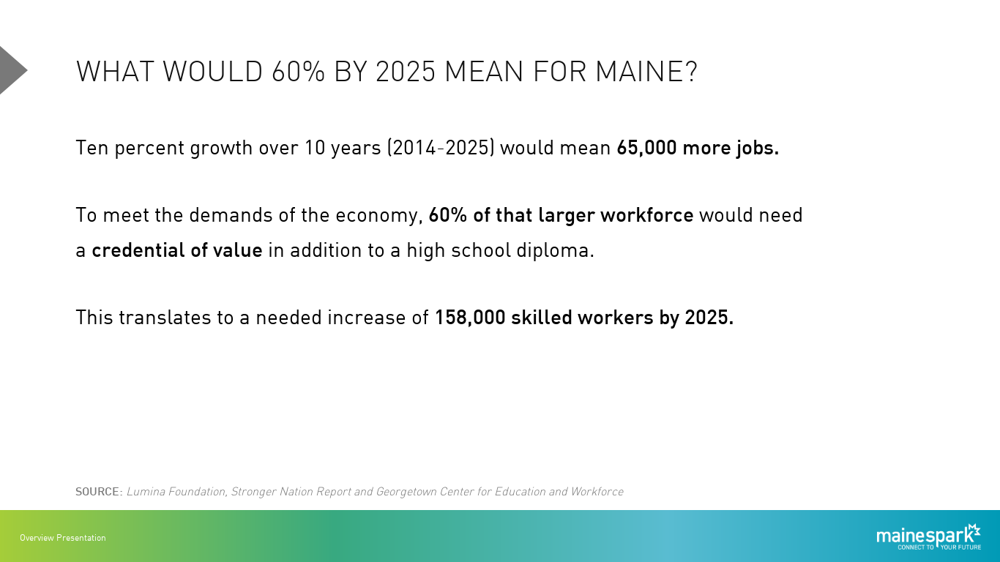 WHAT WOULD 60% BY 2025 MEAN FOR MAINE?
Ten percent growth over 10 years (2014-2025) would mean 65,000 more jobs.
To meet the demands of the economy, 60% of that larger workforce would need
a credential of value in addition to a high school diploma.
This translates to a needed increase of 158,000 skilled workers by 2025.
SOURCE: Lumina Foundation, Stronger Nation Report and Georgetown Center for Education and Workforce
Overview Presentation
mainespark
CONNECT TO YOUR FUTURE